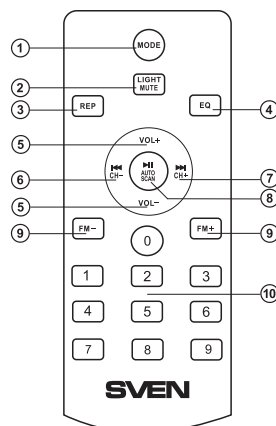 MODE
1
LIGHT
MUTE
2
REP
3
EQ
4
VOL+
5
CH-
6
AUTO
SCAN
CH+
7
8
VOL-
5
FM-
9
FM+
9
0
1 2 3
10
4 5 6
7 8 9
SVEN